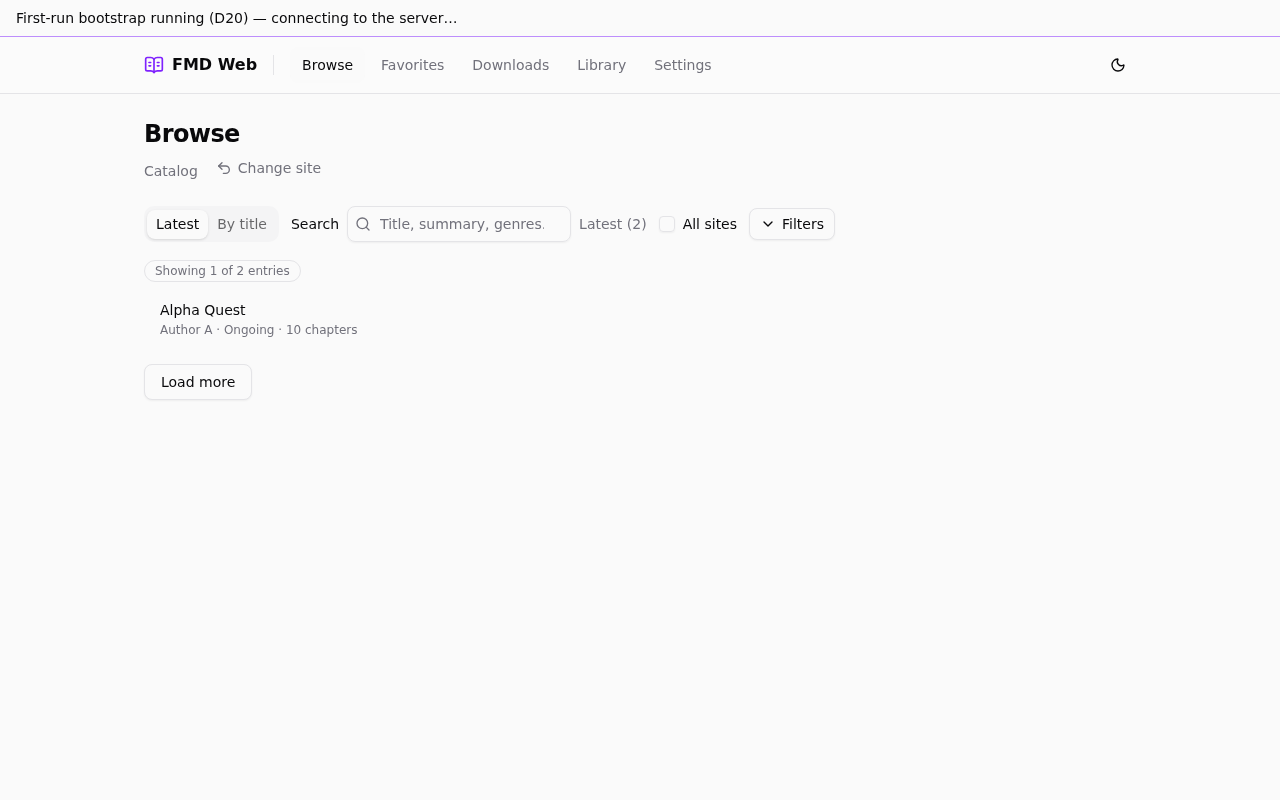 First-run bootstrap running (D20) — connecting to the server…
FMD Web
Browse
Favorites
Downloads
Library
Settings
Browse
Catalog
Change site
Latest
By title
Search
Title, summary, genres.
Latest (2)
All sites
Filters
Showing 1 of 2 entries
Alpha Quest
Author A · Ongoing · 10 chapters
Load more